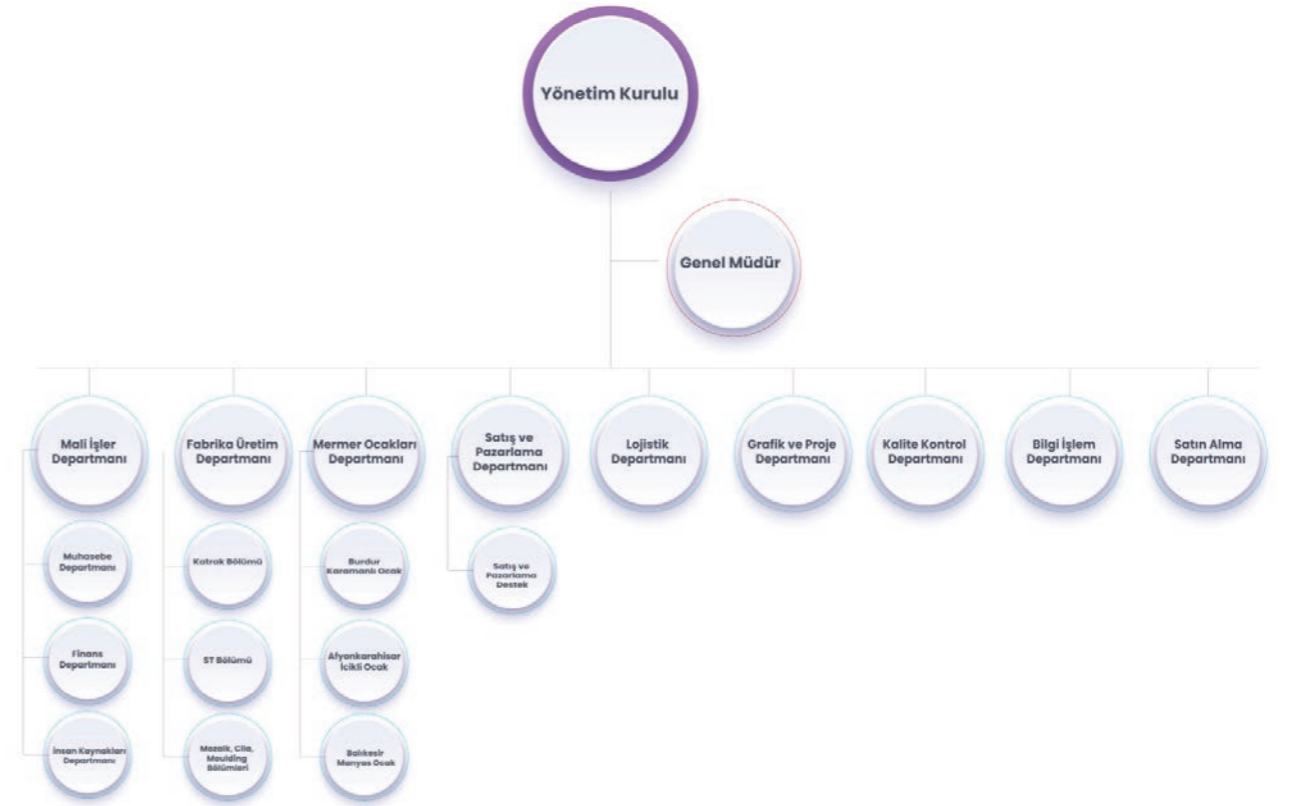 Yönetim Kurulu
Genel Müdür
Mali İşler
Departmanı
Fabrika Üretim
Departmanı
Mermer Ocakları
Departmanı
Satış ve
Pazarlama
Departmanı
Lojistik
Departmanı
Grafik ve Proje
Departmanı
Kalite Kontrol
Departmanı
Bilgi İşlem
Departmanı
Satın Alma
Departmanı
Muhasebe
Departmanı
Katrak Bölümü
Burdur
Karamanlı Ocak
Satış ve
Pazarlama
Destek
Finans
Departmanı
ST Bölümü
Afyonkarahisar
İcikli Ocak
İnsan Kaynakları
Departmanı
Mozaik, Cila,
Moulding
Bölümleri
Balıkesir
Manyas Ocak